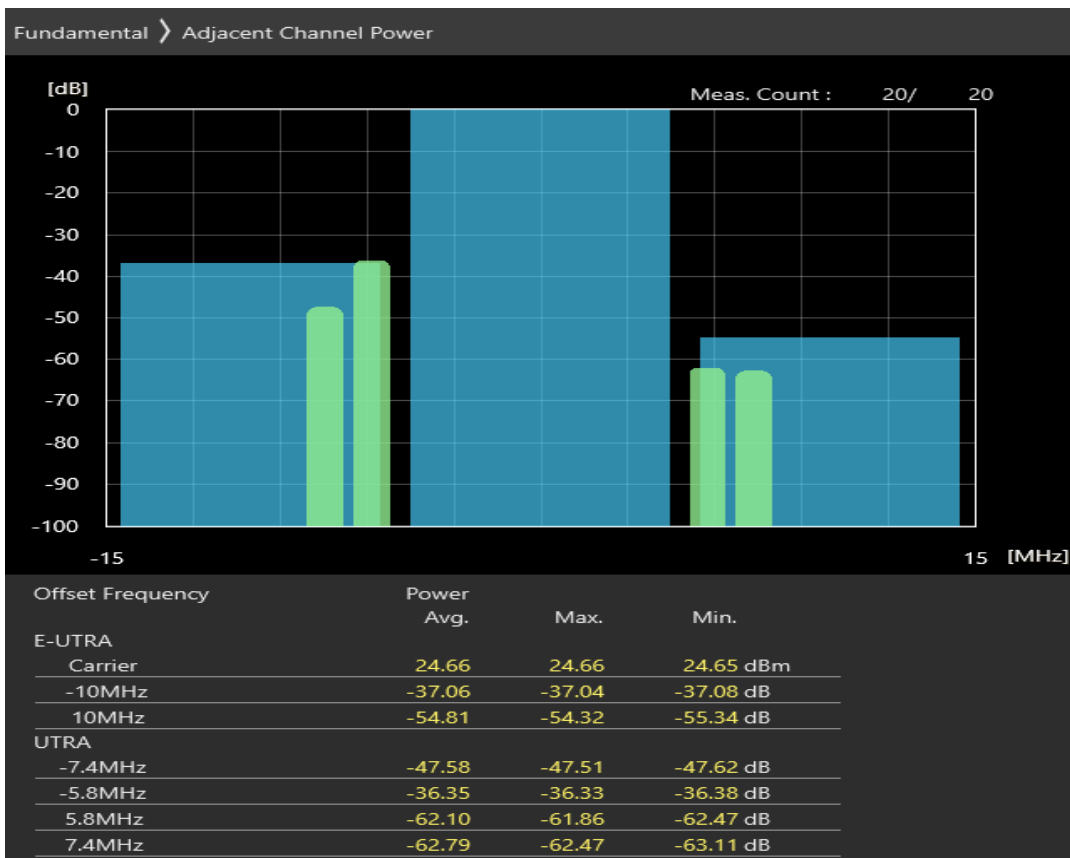 Fundamental 〉 Adjacent Channel Power
[dB]
Meas. Count : 20/ 20
0
-10
-20
-30
-40
-50
-60
-70
-80
-90
-100
-15 15 [MHz]
Offset Frequency Power
Avg. Max. Min.
E-UTRA
Carrier 24.66 24.66 24.65 dBm
-10MHz -37.06 -37.04 -37.08 dB
10MHz -54.81 -54.32 -55.34 dB
UTRA
-7.4MHz -47.58 -47.51 -47.62 dB
-5.8MHz -36.35 -36.33 -36.38 dB
5.8MHz -62.10 -61.86 -62.47 dB
7.4MHz -62.79 -62.47 -63.11 dB